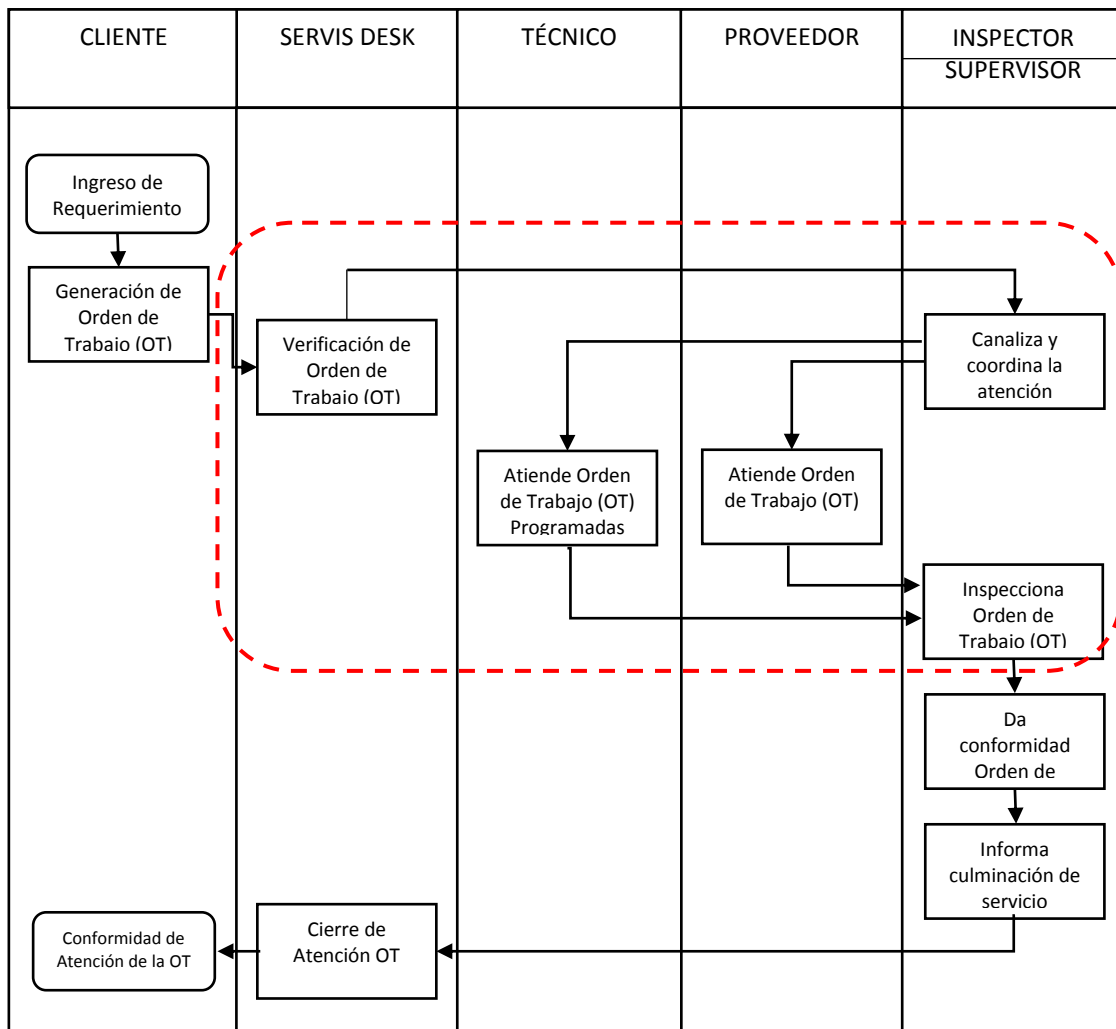 CLIENTE
SERVIS DESK
TÉCNICO
PROVEEDOR
INSPECTOR
SUPERVISOR
Ingreso de
Requerimiento
Generación de
Orden de
Trabajo (OT)
Verificación de
Orden de
Trabajo (OT)
Canaliza y
coordina la
atención
Atiende Orden
de Trabajo (OT)
Programadas
Atiende Orden
de Trabajo (OT)
Inspecciona
Orden de
Trabajo (OT)
Da
conformidad
Orden de
Informa
culminación de
servicio
Cierre de
Atención OT
Conformidad de
Atención de la OT